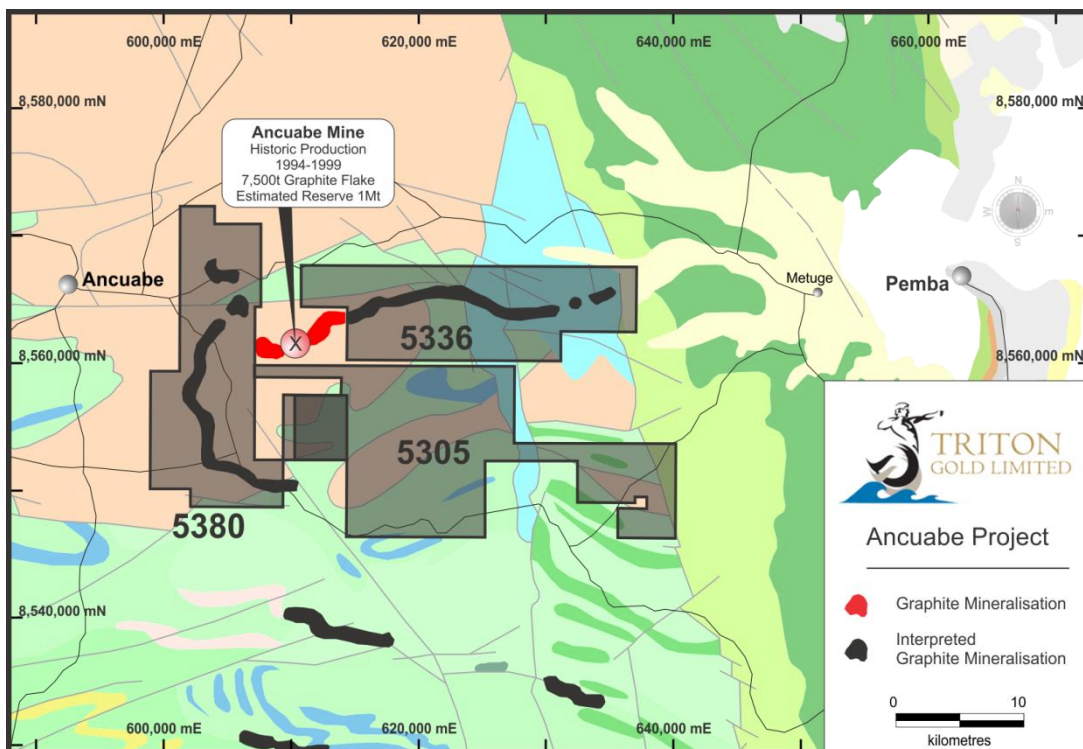 600,000 mE
620,000 mE
640,000 mE
660,000 mE
8,580,000 mN
8,580,000 mN
Ancuabe Mine
Historic Production
1994-1999
7,500t Graphite Flake
Estimated Reserve 1Mt
N
W
E
S
Ancuabe
X
5336
Metuge
Pemba
8,560,000 mN
8,560,000 mN
5305
5380
TRITON
GOLD LIMITED
Ancuabe Project
Graphite Mineralisation
Interpreted
Graphite Mineralisation
8,540,000 mN
0
10
kilometres
600,000 mE
620,000 mE
640,000 mE